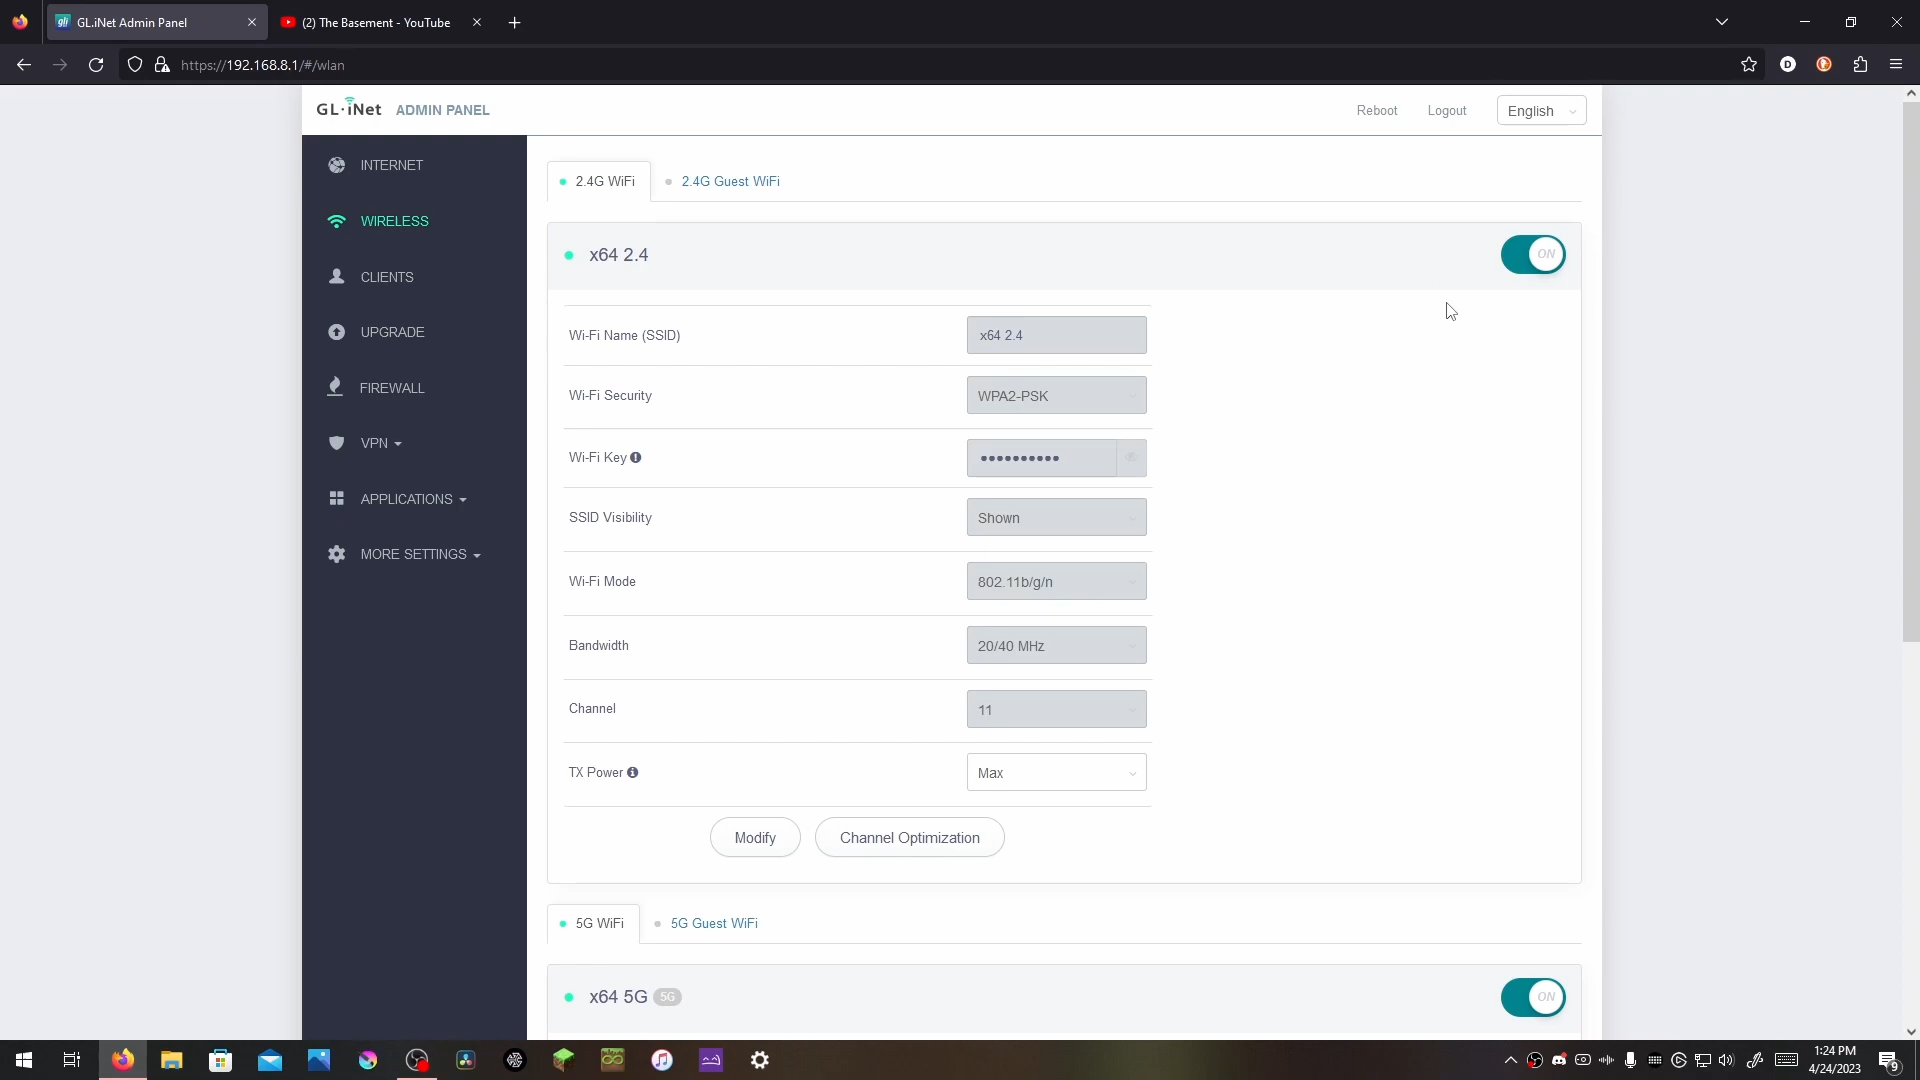 GL.iNet Admin Panel
(2) The Basement - YouTube
https://192.168.8.1/#/wlan
GL·iNet ADMIN PANEL
Reboot
Logout
English
INTERNET
WIRELESS
CLIENTS
UPGRADE
FIREWALL
VPN
APPLICATIONS
MORE SETTINGS
2.4G WiFi
2.4G Guest WiFi
x64 2.4
ON
Wi-Fi Name (SSID)
x64 2.4
Wi-Fi Security
WPA2-PSK
Wi-Fi Key
••••••••••
SSID Visibility
Shown
Wi-Fi Mode
802.11b/g/n
Bandwidth
20/40 MHz
Channel
11
TX Power
Max
Modify
Channel Optimization
5G WiFi
5G Guest WiFi
x64 5G 5G
ON
1:24 PM
4/24/2023
9